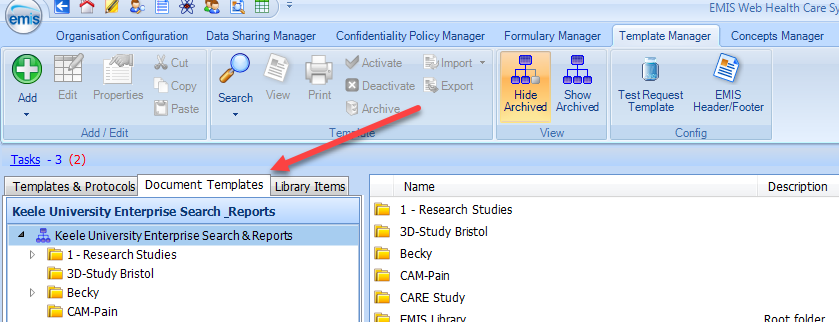 emis
EMIS Web Health Care Sy
Organisation Configuration Data Sharing Manager Confidentiality Policy Manager Formulary Manager Template Manager Concepts Manager
Add Edit Properties Cut Copy Paste
Add / Edit
Search View Print Activate Deactivate Archive Import Export
Template
Hide Archived Show Archived
View
Test Request Template EMIS Header/Footer
Config
Tasks - 3 (2)
Templates & Protocols Document Templates Library Items
Keele University Enterprise Search _Reports
Keele University Enterprise Search & Reports
1 - Research Studies
3D-Study Bristol
Becky
CAM-Pain
Name Description
1 - Research Studies
3D-Study Bristol
Becky
CAM-Pain
CARE Study
EMIS Library Root folder